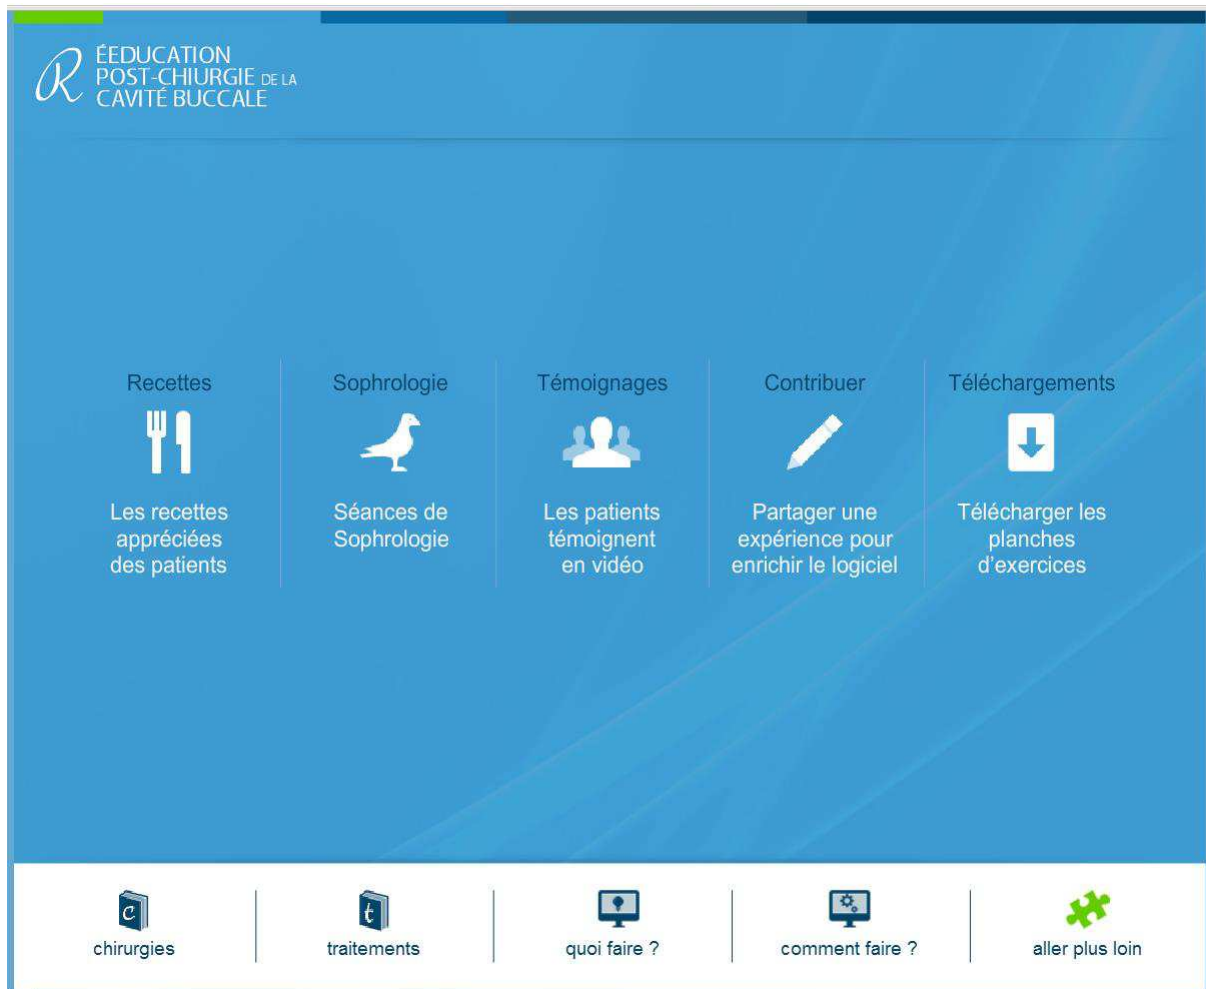 RÉEDUCATION
POST-CHIURGIE DE LA
CAVITÉ BUCCALE
Recettes
Les recettes
appréciées
des patients
Sophrologie
Séances de
Sophrologie
Témoignages
Les patients
témoignent
en vidéo
Contribuer
Partager une
expérience pour
enrichir le logiciel
Téléchargements
Télécharger les
planches
d'exercices
c
chirurgies
t
traitements
quoi faire ?
comment faire ?
aller plus loin